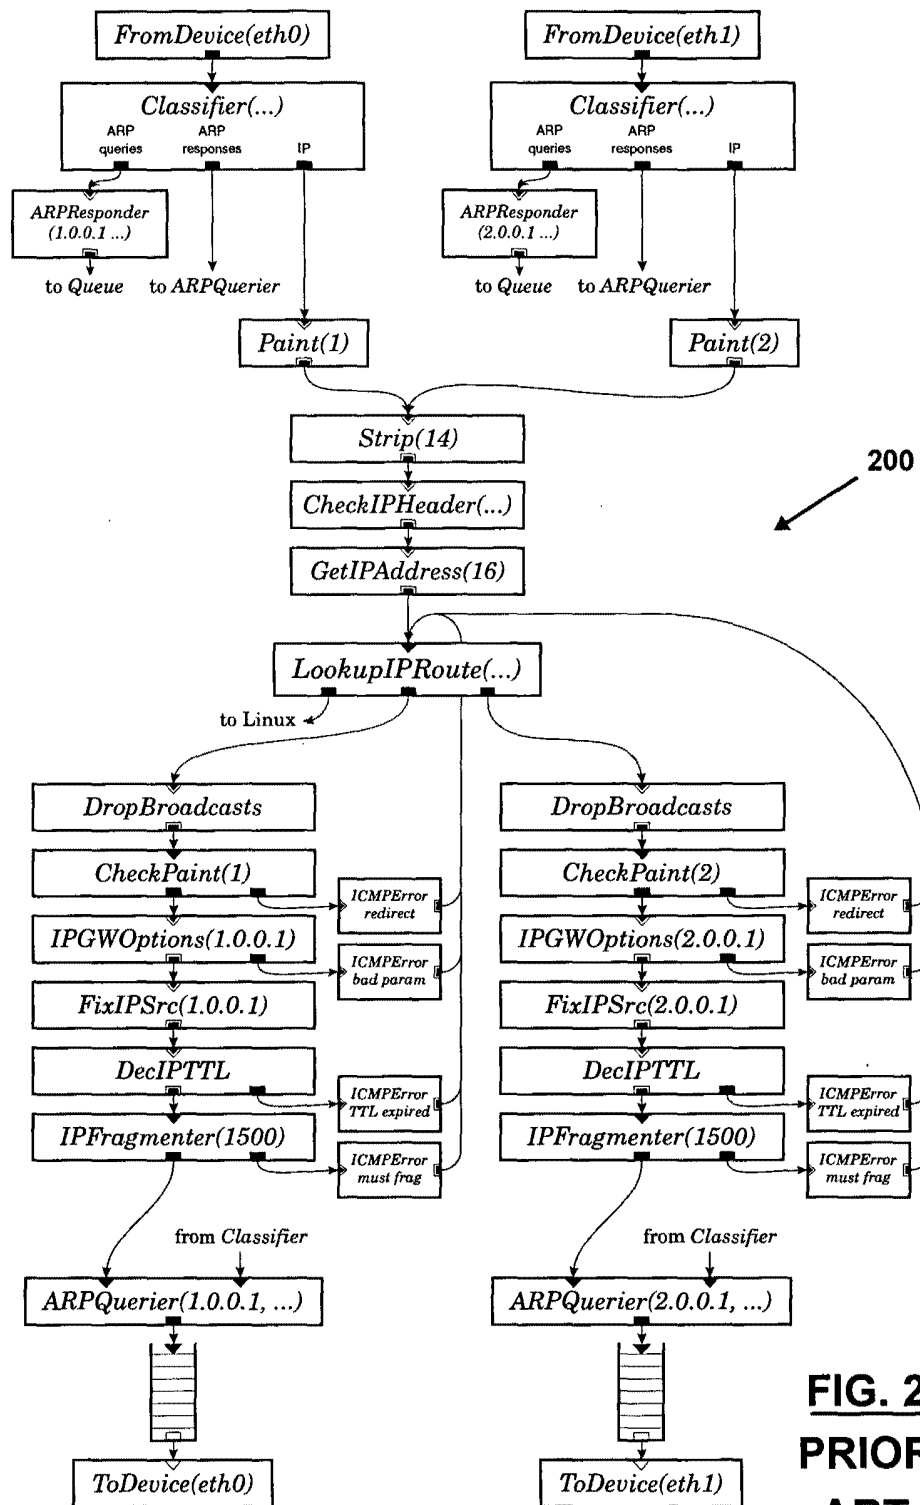 FromDevice(eth0)
FromDevice(eth1)
Classifier(...)
ARP queries
ARP responses
IP
Classifier(...)
ARP queries
ARP responses
IP
ARPResponder
(1.0.0.1 ...)
ARPResponder
(2.0.0.1 ...)
to Queue
to ARPQuerier
to Queue
to ARPQuerier
Paint(1)
Paint(2)
Strip(14)
200
CheckIPHeader(...)
GetIPAddress(16)
LookupIPRoute(...)
to Linux
DropBroadcasts
CheckPaint(1)
ICMPError
redirect
IPGWOptions(1.0.0.1)
ICMPError
bad param
FixIPSrc(1.0.0.1)
DecIPTTL
ICMPError
TTL expired
IPFragmenter(1500)
ICMPError
must frag
from Classifier
ARPQuerier(1.0.0.1, ...)
ToDevice(eth0)
DropBroadcasts
CheckPaint(2)
ICMPError
redirect
IPGWOptions(2.0.0.1)
ICMPError
bad param
FixIPSrc(2.0.0.1)
DecIPTTL
ICMPError
TTL expired
IPFragmenter(1500)
ICMPError
must frag
from Classifier
ARPQuerier(2.0.0.1, ...)
ToDevice(eth1)
FIG. 2
PRIOR